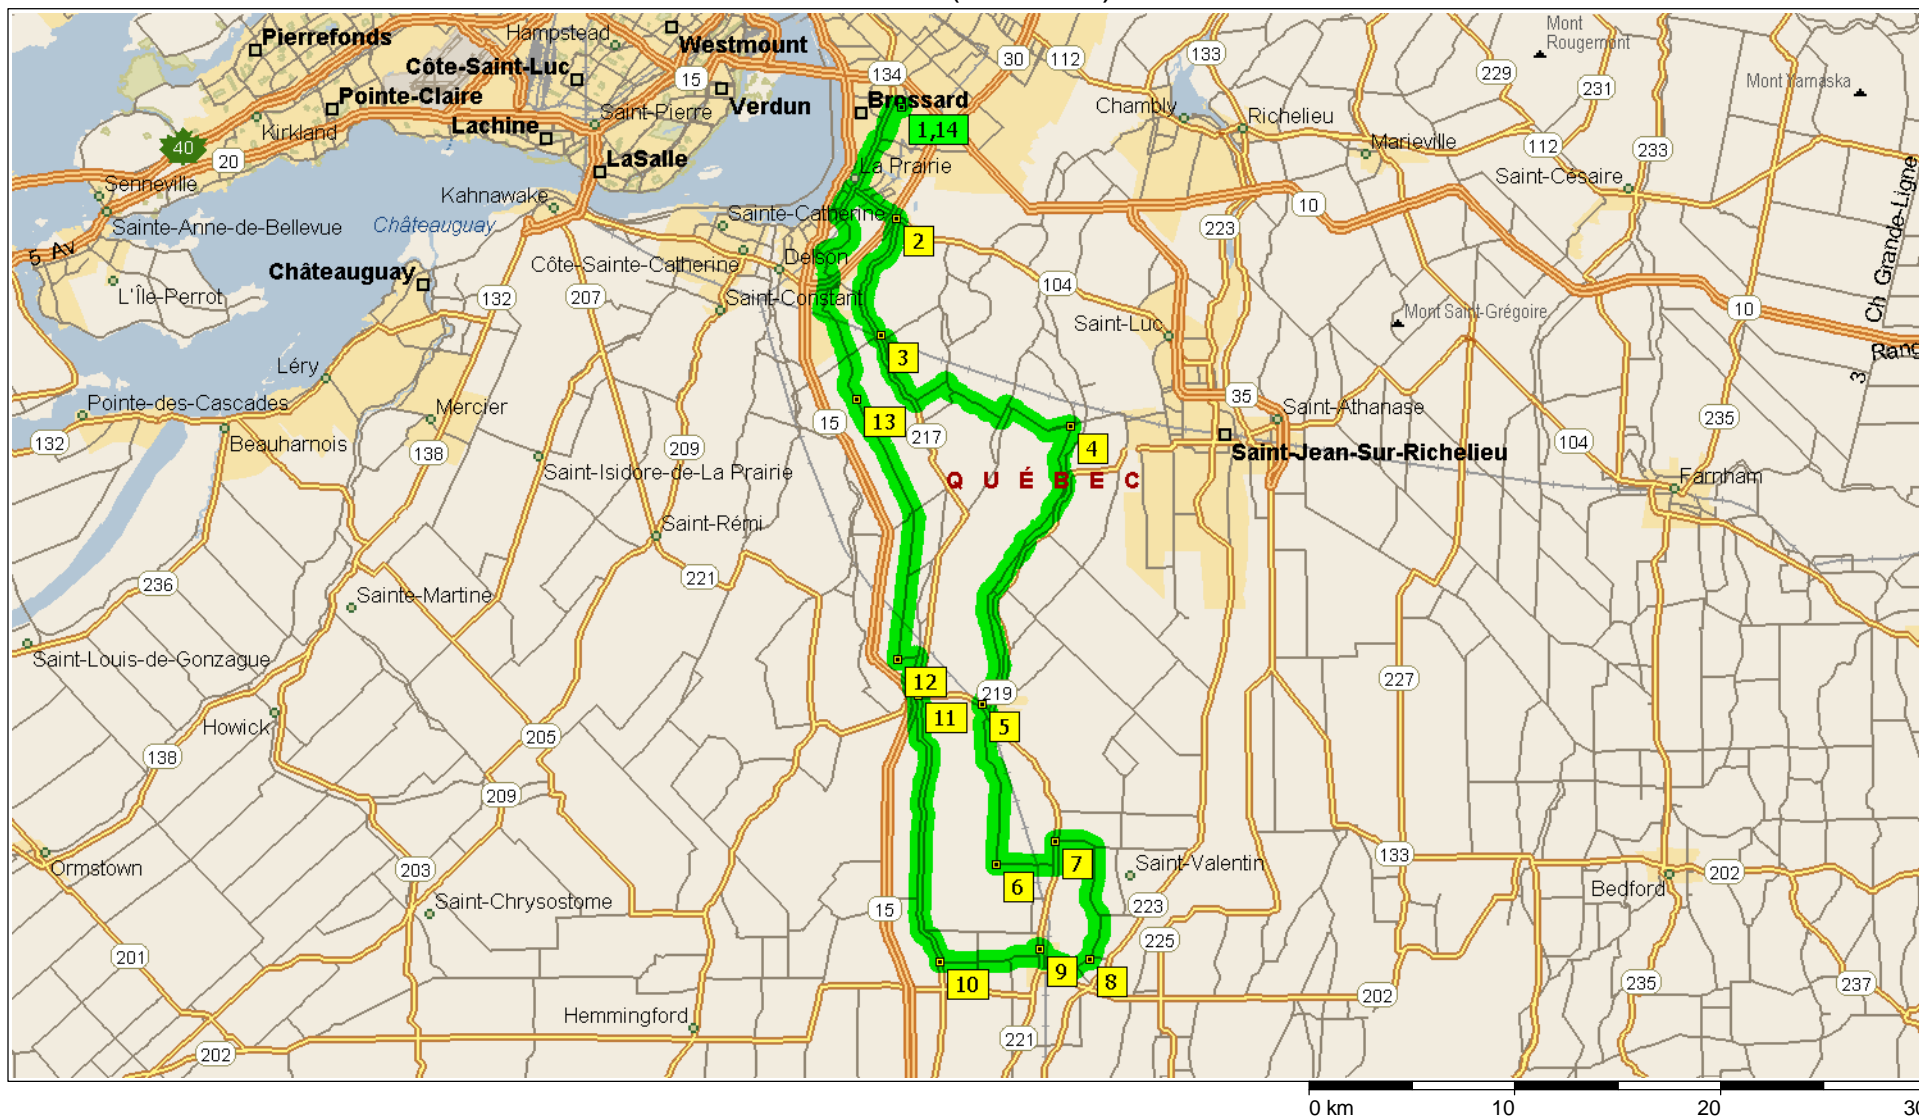 Pierrefonds
Hampstead
Westmount
Côte-Saint-Luc
15
134
30
112
133
Mont
Rougemont
229
231
Mont Yamaska
Pointe-Claire
Saint-Pierre
Verdun
Brossard
Chambly
Richelieu
Kirkland
Lachine
1,14
Marieville
112
233
40
20
LaSalle
La Prairie
Saint-Césaire
Senneville
Kahnawake
10
Ch Grande-Ligne
Sainte-Anne-de-Bellevue
Châteauguay
Sainte-Catherine
2
223
5 Av
Châteauguay
Côte-Sainte-Catherine
Delson
104
L'Île-Perrot
132
207
Saint-Constant
Mont Saint-Grégoire
10
Saint-Luc
3
3 Rang
Léry
Pointe-des-Cascades
Mercier
15
13
217
4
35
Saint-Athanase
235
132
Beauharnois
138
209
104
Saint-Jean-Sur-Richelieu
Saint-Isidore-de-La Prairie
QUÉBEC
Farnham
Saint-Rémi
236
221
Sainte-Martine
Saint-Louis-de-Gonzague
12
219
227
Howick
11
5
205
138
209
Ormstown
203
7
Saint-Valentin
133
202
6
Bedford
Saint-Chrysostome
15
223
225
201
9
8
10
202
235
237
Hemmingford
221
202
0 km
10
20
30